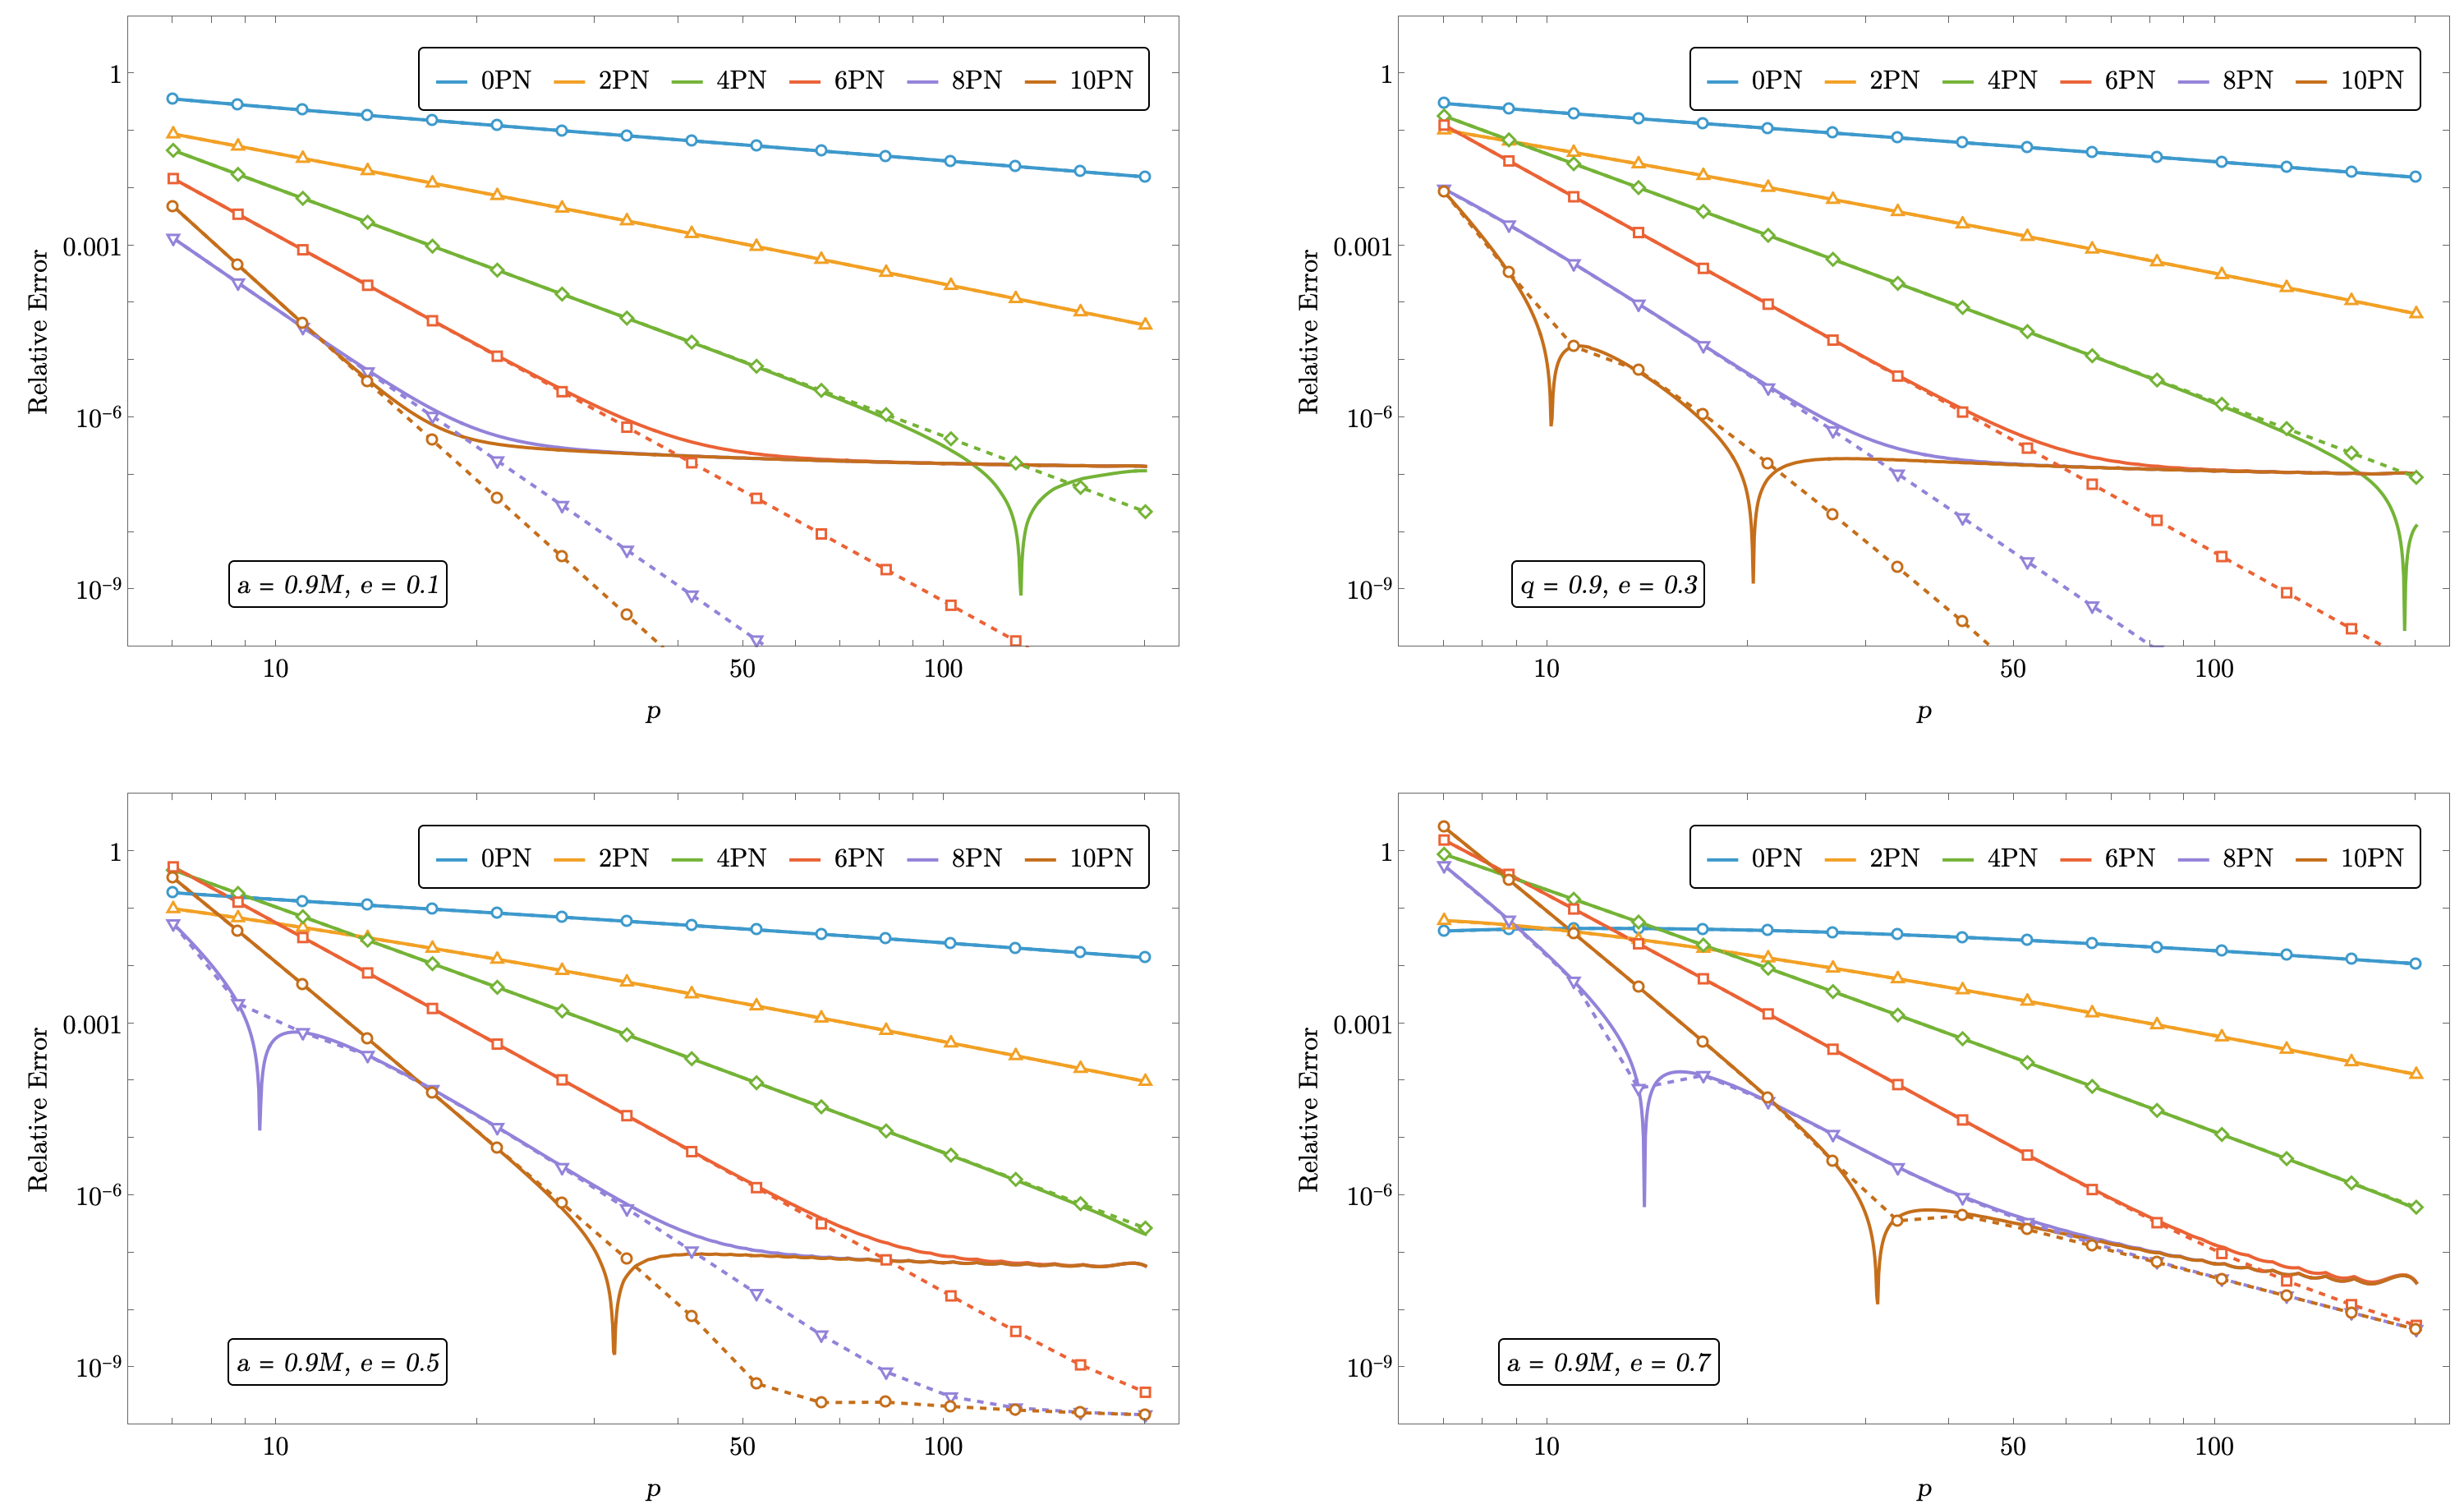 0PN 2PN 4PN 6PN 8PN 10PN
1
0.001
10⁻⁶
10⁻⁹
Relative Error
a = 0.9M, e = 0.1
10 50 100
p
0PN 2PN 4PN 6PN 8PN 10PN
1
0.001
10⁻⁶
10⁻⁹
Relative Error
q = 0.9, e = 0.3
10 50 100
p
0PN 2PN 4PN 6PN 8PN 10PN
1
0.001
10⁻⁶
10⁻⁹
Relative Error
a = 0.9M, e = 0.5
10 50 100
p
0PN 2PN 4PN 6PN 8PN 10PN
1
0.001
10⁻⁶
10⁻⁹
Relative Error
a = 0.9M, e = 0.7
10 50 100
p